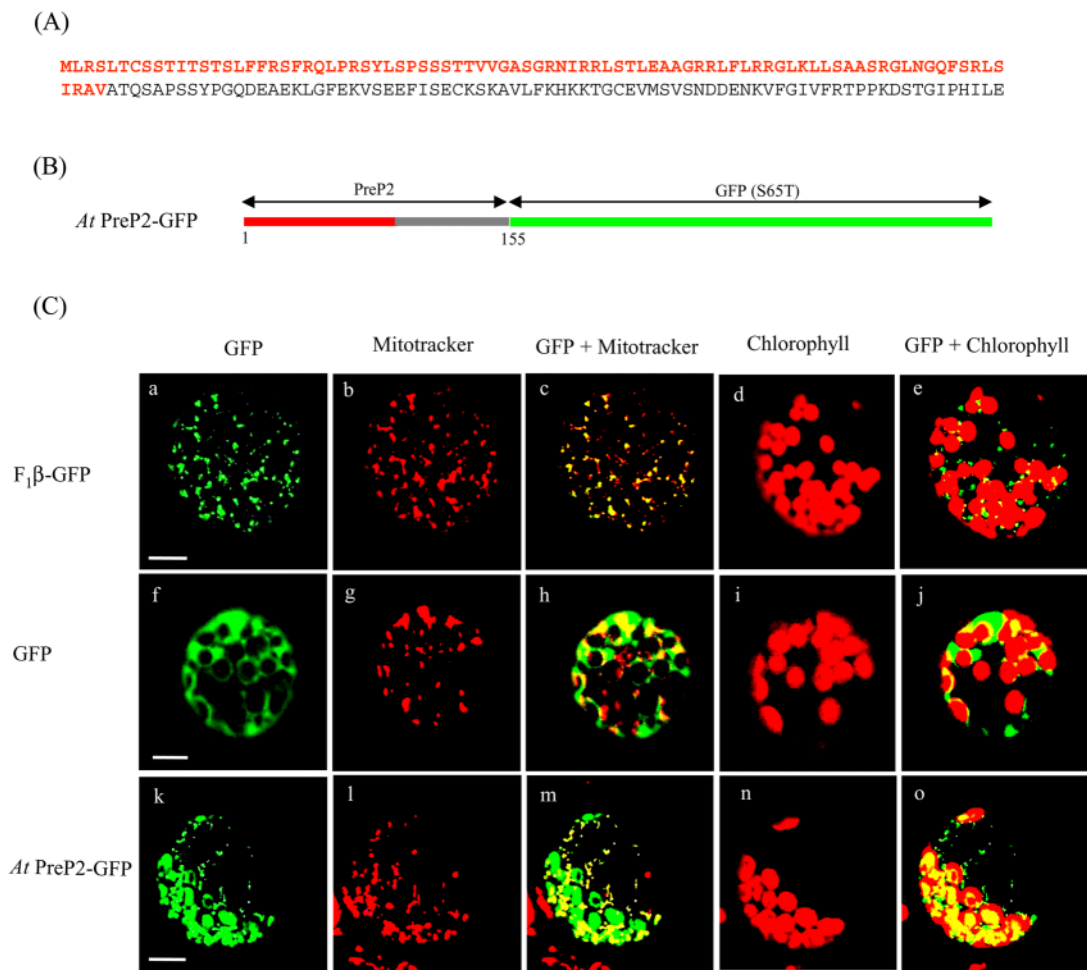 (A)
MLRSLTCSSTITSTSLFFRSFRQLPRSYLSPSSSTTVVGASGRNIRRLSTLEAAGRRLFLRRGLKLLSAASRGLNGQFSRLS
IRAVATQSAPSSYPGQDEAEKLGFEKVSEEFISECKSKAVLFKHKKTGCEVMSVSNDDENKVFGIVFRTPPKDSTGIPHILE
(B)
PreP2 GFP (S65T)
At PreP2-GFP
1 155
(C)
GFP Mitotracker GFP + Mitotracker Chlorophyll GFP + Chlorophyll
a b c d e
F1β-GFP
f g h i j
GFP
k l m n o
At PreP2-GFP